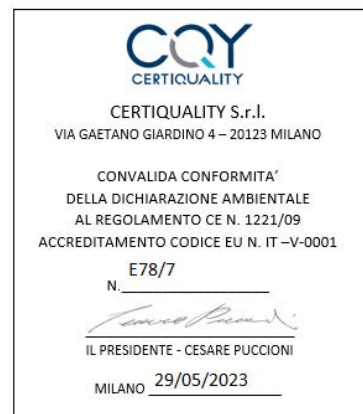 CQY
CERTIQUALITY
CERTIQUALITY S.r.l.
VIA GAETANO GIARDINO 4 – 20123 MILANO
CONVALIDA CONFORMITA'
DELLA DICHIARAZIONE AMBIENTALE
AL REGOLAMENTO CE N. 1221/09
ACCREDITAMENTO CODICE EU N. IT –V-0001
N. E78/7
IL PRESIDENTE - CESARE PUCCIONI
MILANO 29/05/2023